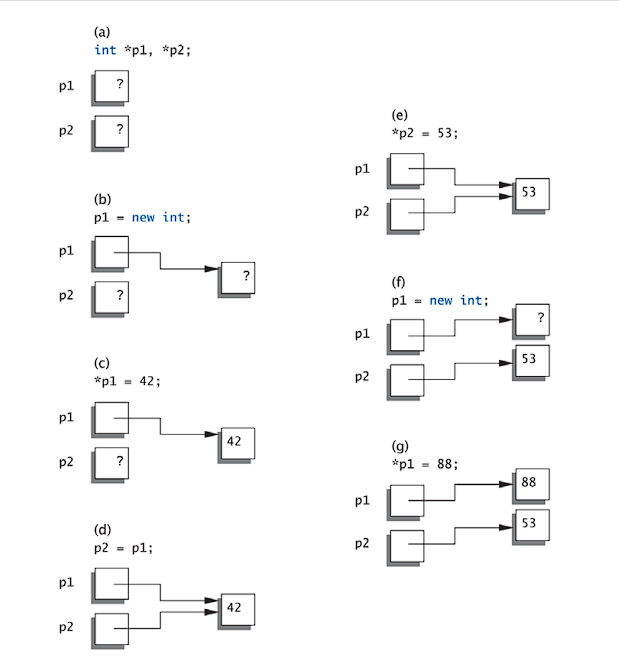 (a)
int *p1, *p2;
p1 ?
p2 ?
(b)
p1 = new int;
p1
?
p2 ?
(c)
*p1 = 42;
p1
42
p2 ?
(d)
p2 = p1;
p1
42
p2
(e)
*p2 = 53;
p1
53
p2
(f)
p1 = new int;
?
p1
53
p2
(g)
*p1 = 88;
88
p1
53
p2